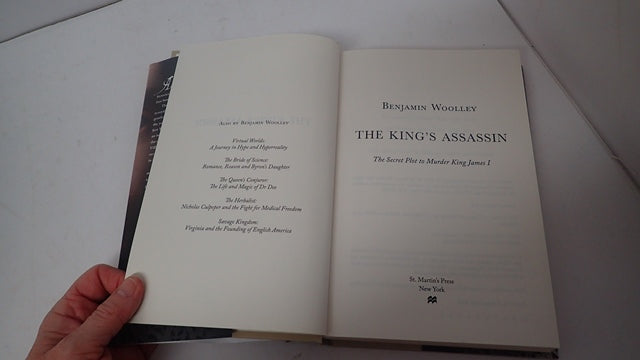 Also by Benjamin Woolley
Virtual Worlds:
A Journey in Hype and Hyperreality
The Bride of Science:
Romance, Reason and Byron's Daughter
The Queen's Conjuror:
The Life and Magic of Dr Dee
The Herbalist:
Nicholas Culpeper and the Fight for Medical Freedom
Savage Kingdom:
Virginia and the Founding of English America
Benjamin Woolley
THE KING'S ASSASSIN
The Secret Plot to Murder King James I
St. Martin's Press
New York